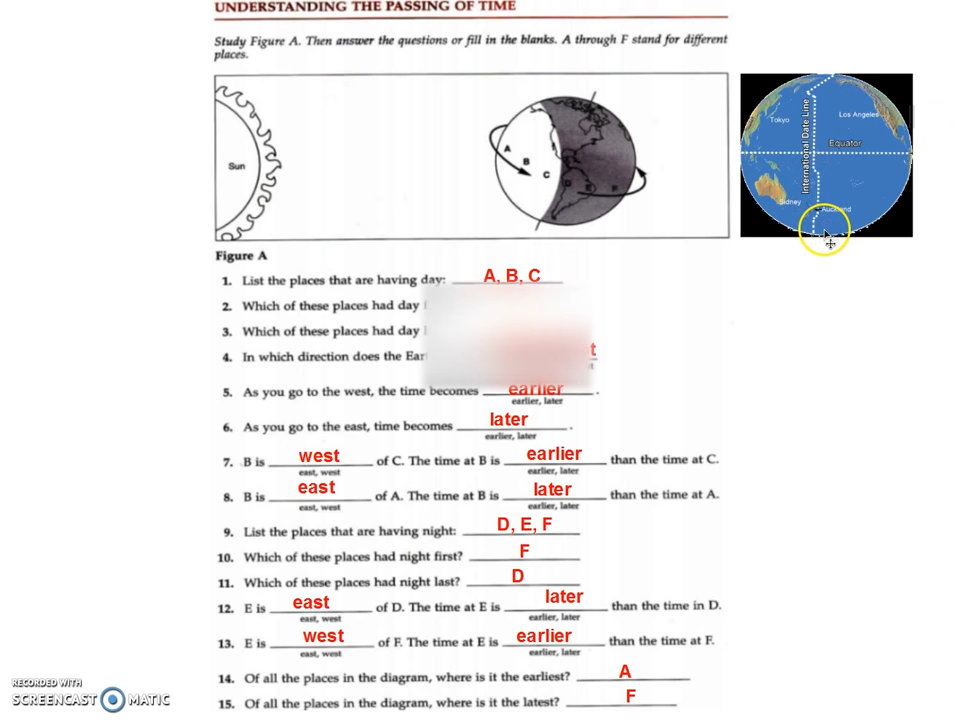 UNDERSTANDING THE PASSING OF TIME
Study Figure A. Then answer the questions or fill in the blanks. A through F stand for different
places.
Sun
A
B
C
D
E
F
Tokyo
Los Angeles
International Date Line
Equator
Sidney
Auckland
Figure A
1. List the places that are having day: A, B, C
2. Which of these places had day
3. Which of these places had day
4. In which direction does the Ear
5. As you go to the west, the time becomes earlier .
earlier, later
6. As you go to the east, time becomes later .
earlier, later
7. B is west of C. The time at B is earlier than the time at C.
east, west earlier, later
8. B is east of A. The time at B is later than the time at A.
east, west earlier, later
9. List the places that are having night: D, E, F
10. Which of these places had night first? F
11. Which of these places had night last? D
12. E is east of D. The time at E is later than the time in D.
east, west earlier, later
13. E is west of F. The time at E is earlier than the time at F.
east, west earlier, later
14. Of all the places in the diagram, where is it the earliest? A
15. Of all the places in the diagram, where is it the latest? F
RECORDED WITH
SCREENCAST MATIC